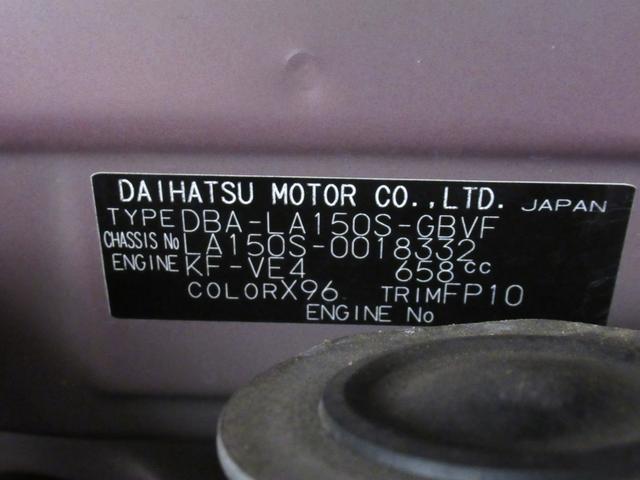 DAIHATSU MOTOR CO.,LTD. JAPAN
TYPE DBA-LA150S-GBVF
CHASSIS No LA150S-0018332
ENGINE KF-VE4 658cc
COLOR X96 TRIM FP10
ENGINE No